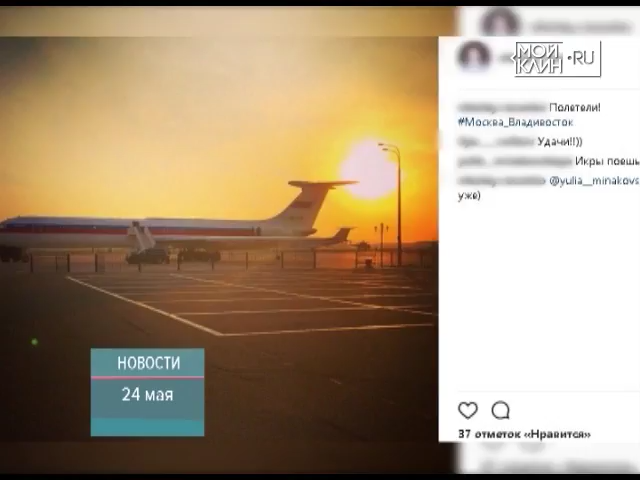 МОЙ
КЛИН.RU
Полетели!
#Москва_Владивосток
Удачи!!))
Икры поешь
@yulia__minakovs
уже)
НОВОСТИ
24 мая
37 отметок «Нравится»